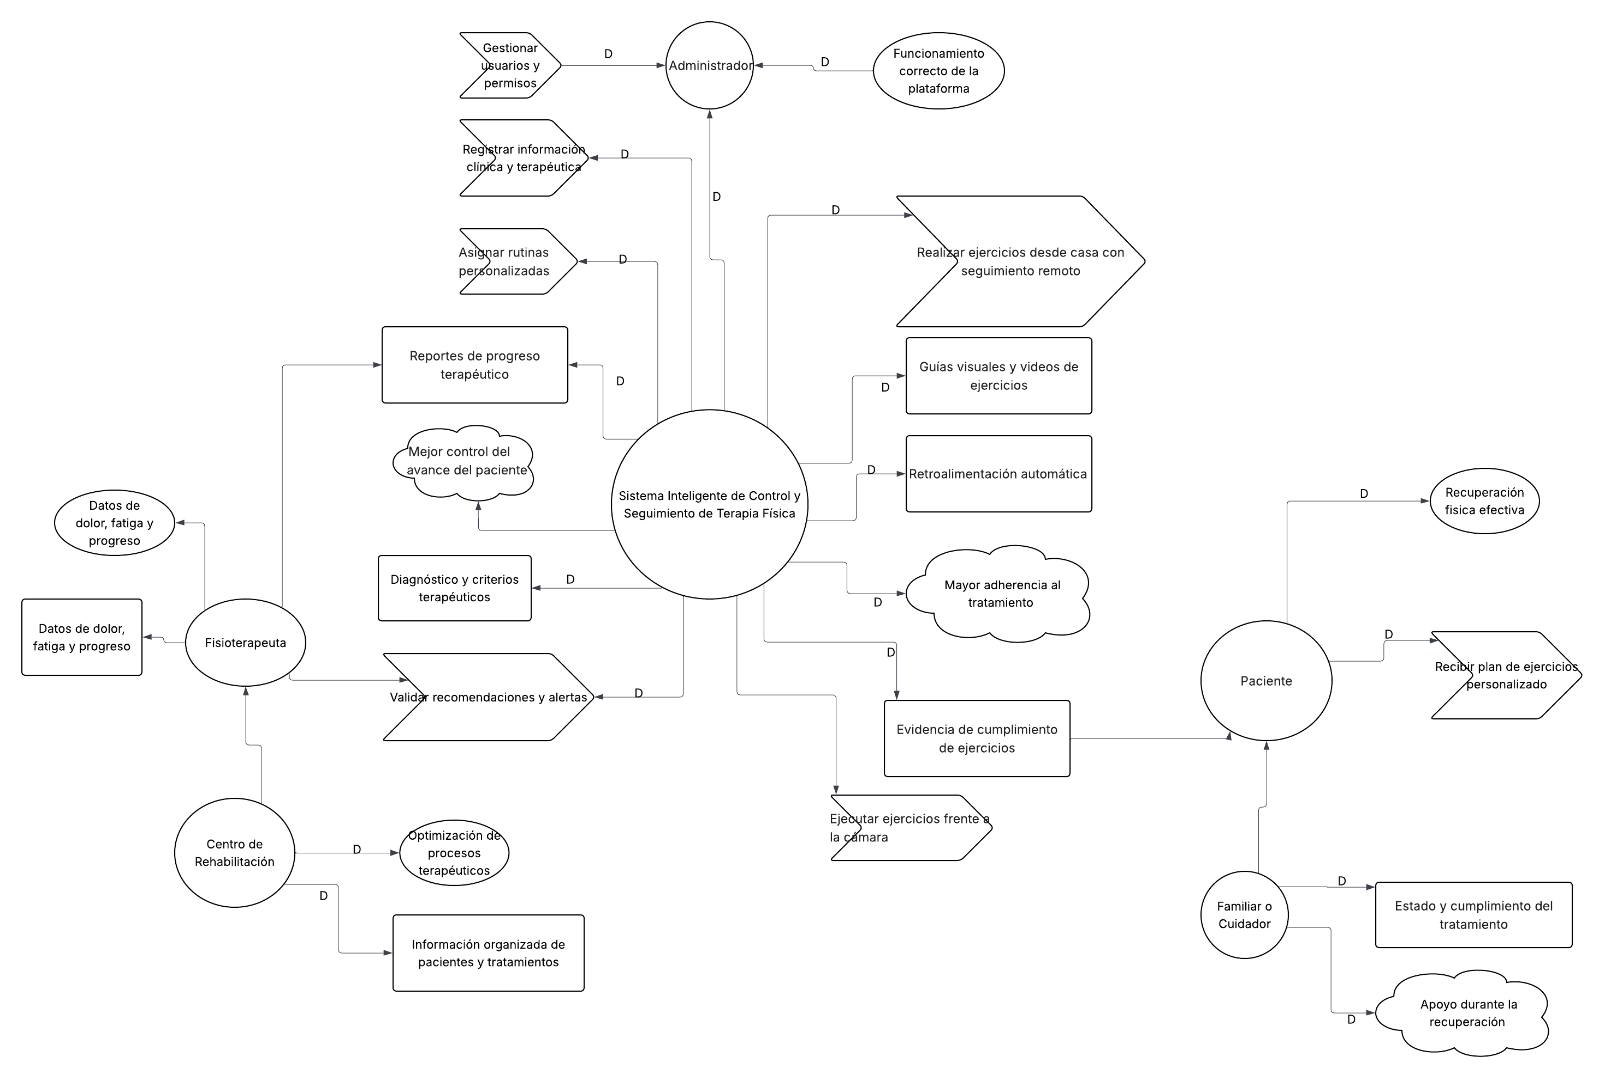 Gestionar
usuarios y
permisos
D
Administrador
D
Funcionamiento
correcto de la
plataforma
Registrar información
clínica y terapéutica
D
D
Asignar rutinas
personalizadas
D
D
Realizar ejercicios desde casa con
seguimiento remoto
Reportes de progreso
terapéutico
D
Guías visuales y videos de
ejercicios
D
Mejor control del
avance del paciente
Retroalimentación automática
D
Sistema Inteligente de Control y
Seguimiento de Terapia Física
Recuperación
fisica efectiva
D
Datos de
dolor, fatiga y
progreso
Diagnóstico y criterios
terapéuticos
D
Mayor adherencia al
tratamiento
D
Datos de dolor,
fatiga y progreso
Fisioterapeuta
Validar recomendaciones y alertas
D
D
Evidencia de cumplimiento
de ejercicios
Paciente
D
Recibir plan de ejercicios
personalizado
Ejecutar ejercicios frente a
la cámara
Centro de
Rehabilitación
D
Optimización de
procesos
terapéuticos
D
Información organizada de
pacientes y tratamientos
Familiar o
Cuidador
D
Estado y cumplimiento del
tratamiento
D
Apoyo durante la
recuperación